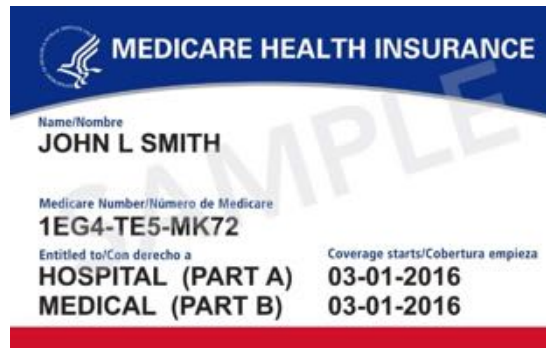 MEDICARE HEALTH INSURANCE
SAMPLE
Name/Nombre
JOHN L SMITH
Medicare Number/Número de Medicare
1EG4-TE5-MK72
Entitled to/Con derecho a Coverage starts/Cobertura empieza
HOSPITAL (PART A) 03-01-2016
MEDICAL (PART B) 03-01-2016